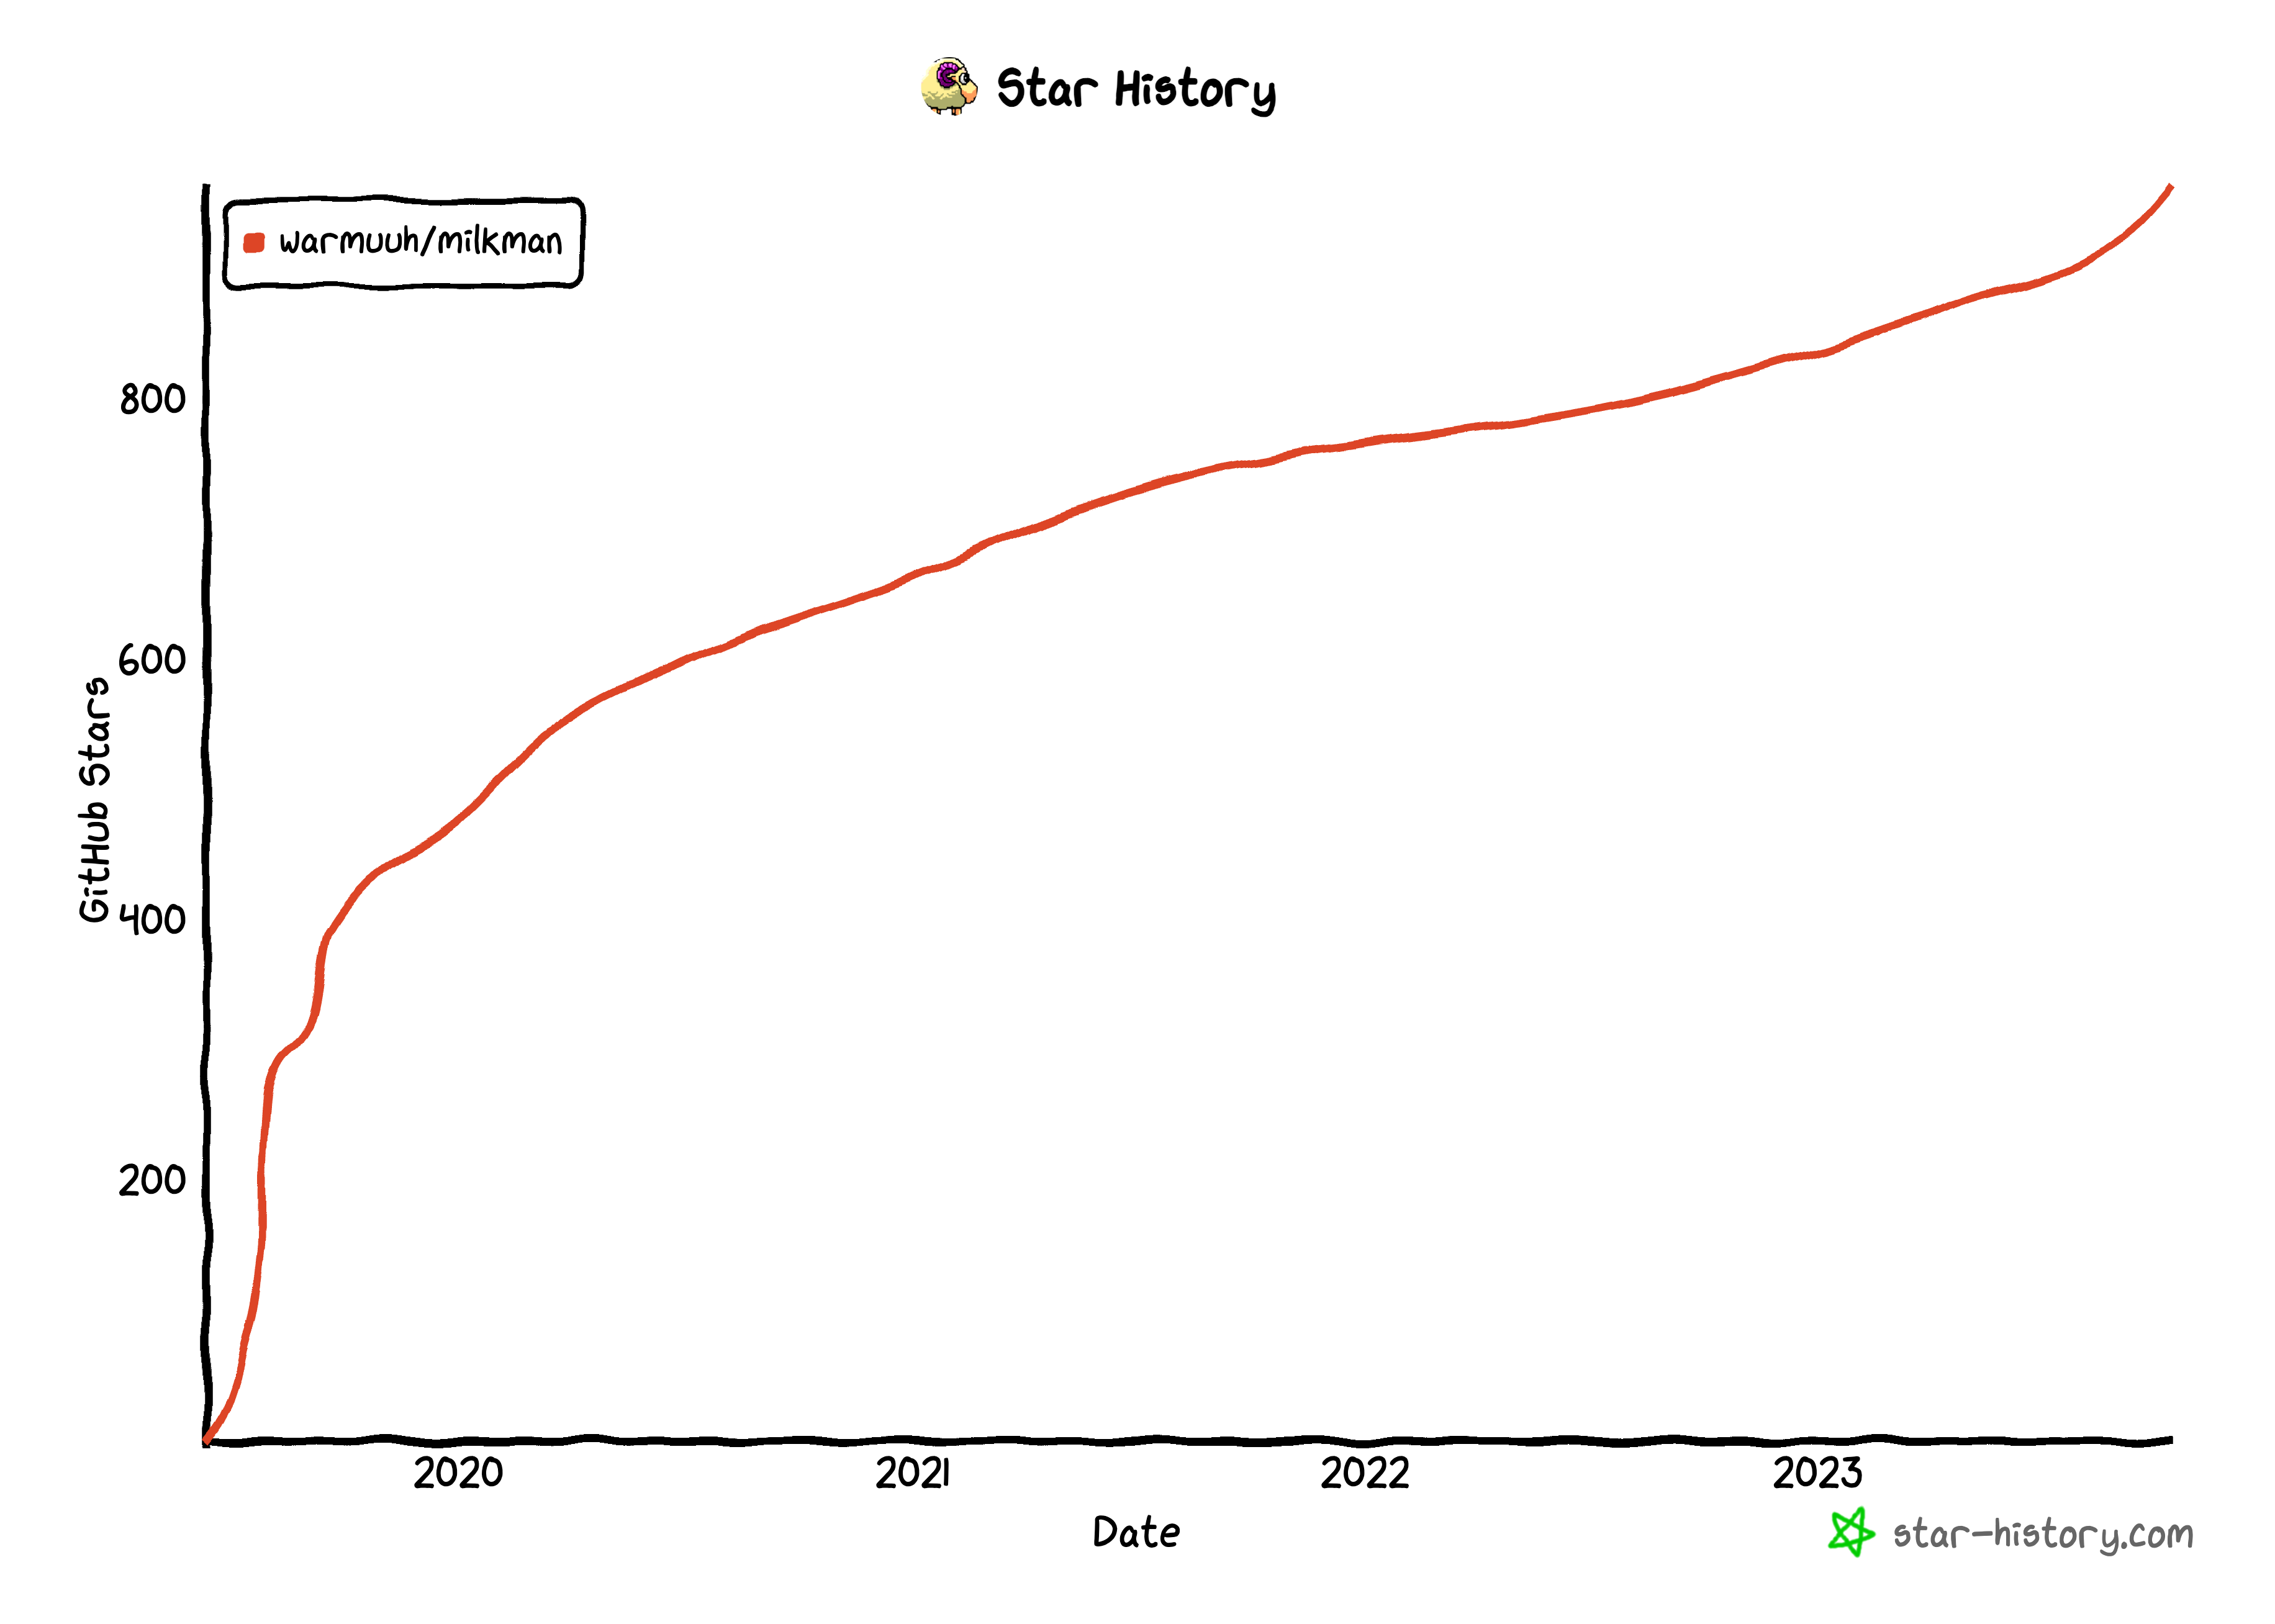 Star History
warmuuh/milkman
800
600
400
200
GitHub Stars
2020
2021
2022
2023
Date
star-history.com